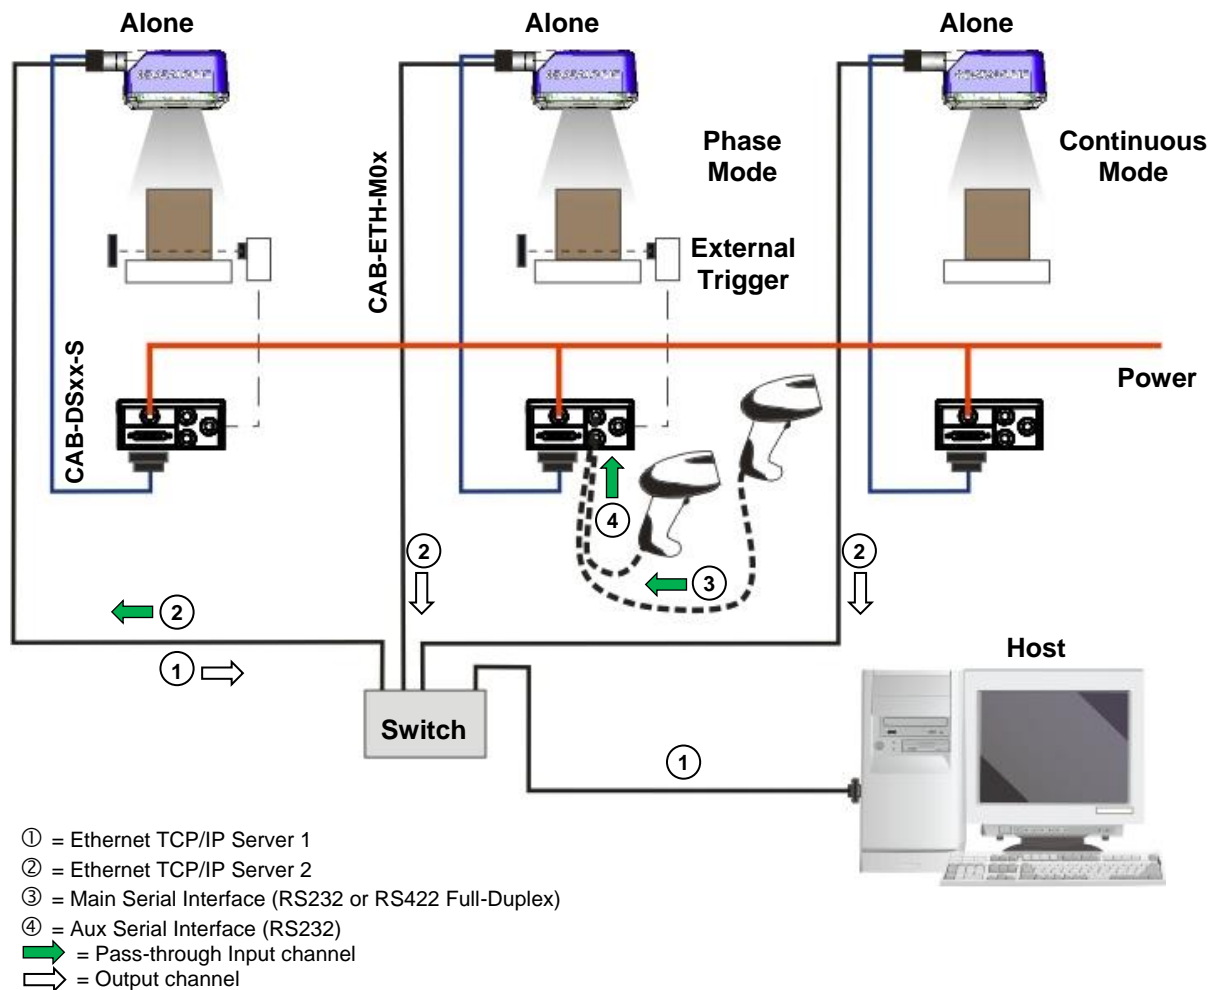 Alone
Alone
Alone
Phase
Mode
Continuous
Mode
CAB-ETH-M0x
External
Trigger
CAB-DSxx-S
Power
4
2
2
3
2
1
Host
Switch
1
① = Ethernet TCP/IP Server 1
② = Ethernet TCP/IP Server 2
③ = Main Serial Interface (RS232 or RS422 Full-Duplex)
④ = Aux Serial Interface (RS232)
= Pass-through Input channel
= Output channel